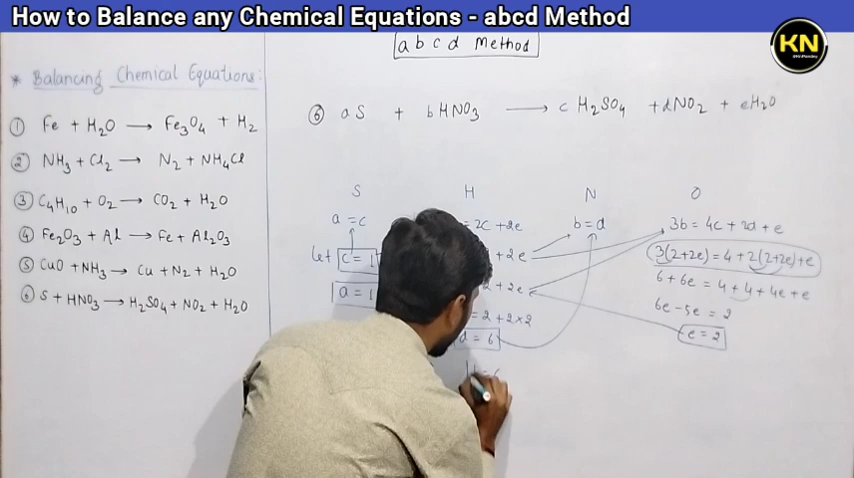 How to Balance any Chemical Equations - abcd Method
KN
a b c d Method
* Balancing Chemical Equations:
① Fe + H₂O → Fe₃O₄ + H₂
② NH₃ + Cl₂ → N₂ + NH₄Cl
③ C₄H₁₀ + O₂ → CO₂ + H₂O
④ Fe₂O₃ + Al → Fe + Al₂O₃
⑤ CuO + NH₃ → Cu + N₂ + H₂O
⑥ S + HNO₃ → H₂SO₄ + NO₂ + H₂O
⑥ aS + bHNO₃ → cH₂SO₄ + dNO₂ + eH₂O
S
a = c
let c = 1
a = 1
H
= 2c + 2e
+ 2e
2 + 2e
= 2 + 2×2
d = 6
N
b = d
O
3b = 4c + 2d + e
3(2+2e) = 4 + 2(2+2e) + e
6 + 6e = 4 + 4 + 4e + e
6e - 5e = 2
e = 2